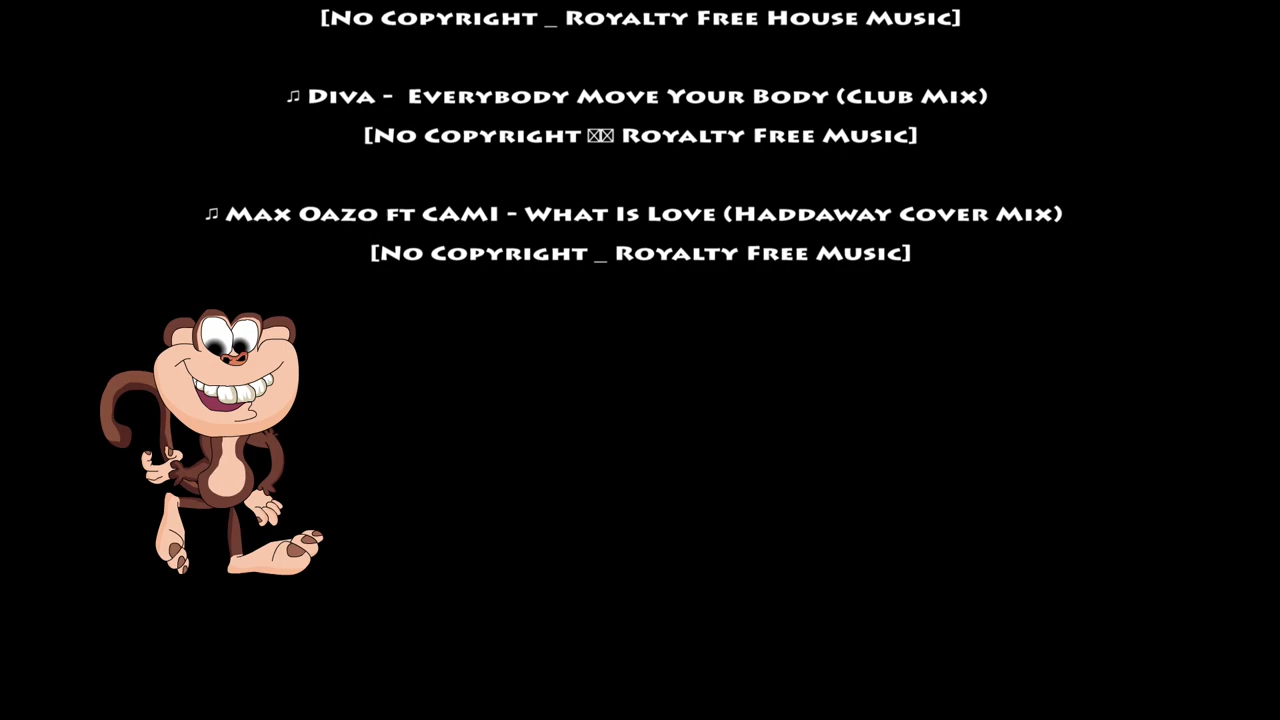 [No Copyright _ Royalty Free House Music]
♫ Diva -  Everybody Move Your Body (Club Mix)
[No Copyright ☒☒ Royalty Free Music]
♫ Max Oazo ft CAMI - What Is Love (Haddaway Cover Mix)
[No Copyright _ Royalty Free Music]